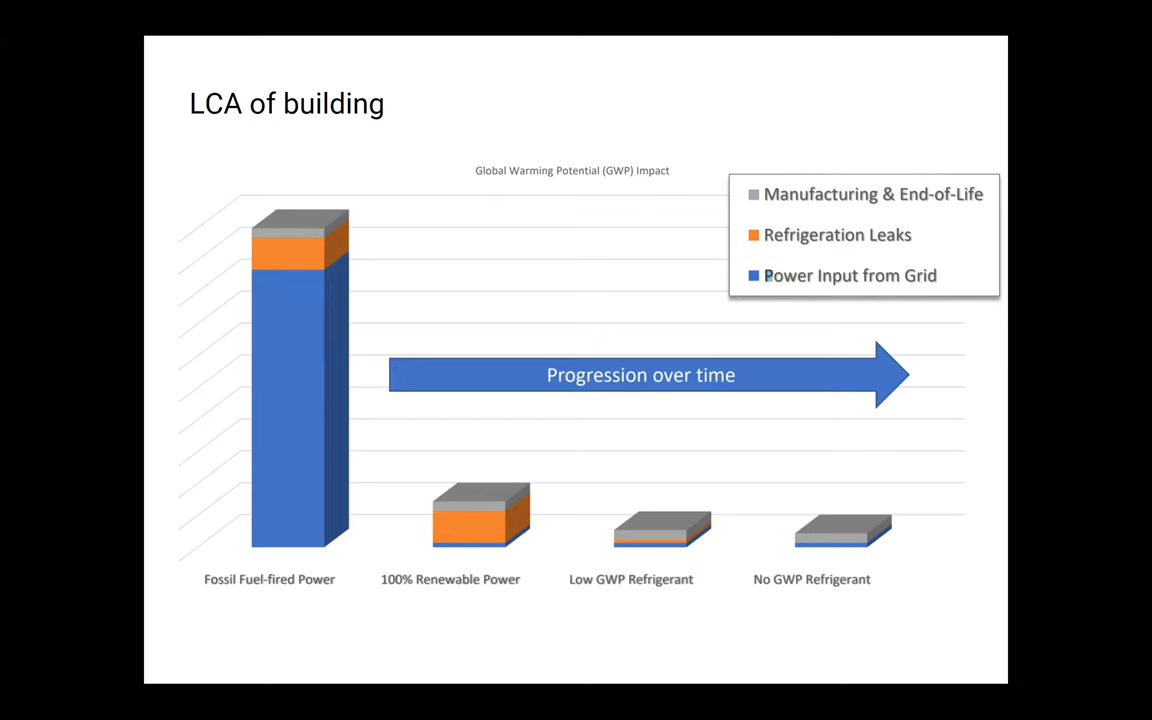 LCA of building
Global Warming Potential (GWP) Impact
Manufacturing & End-of-Life
Refrigeration Leaks
Power Input from Grid
Progression over time
Fossil Fuel-fired Power
100% Renewable Power
Low GWP Refrigerant
No GWP Refrigerant